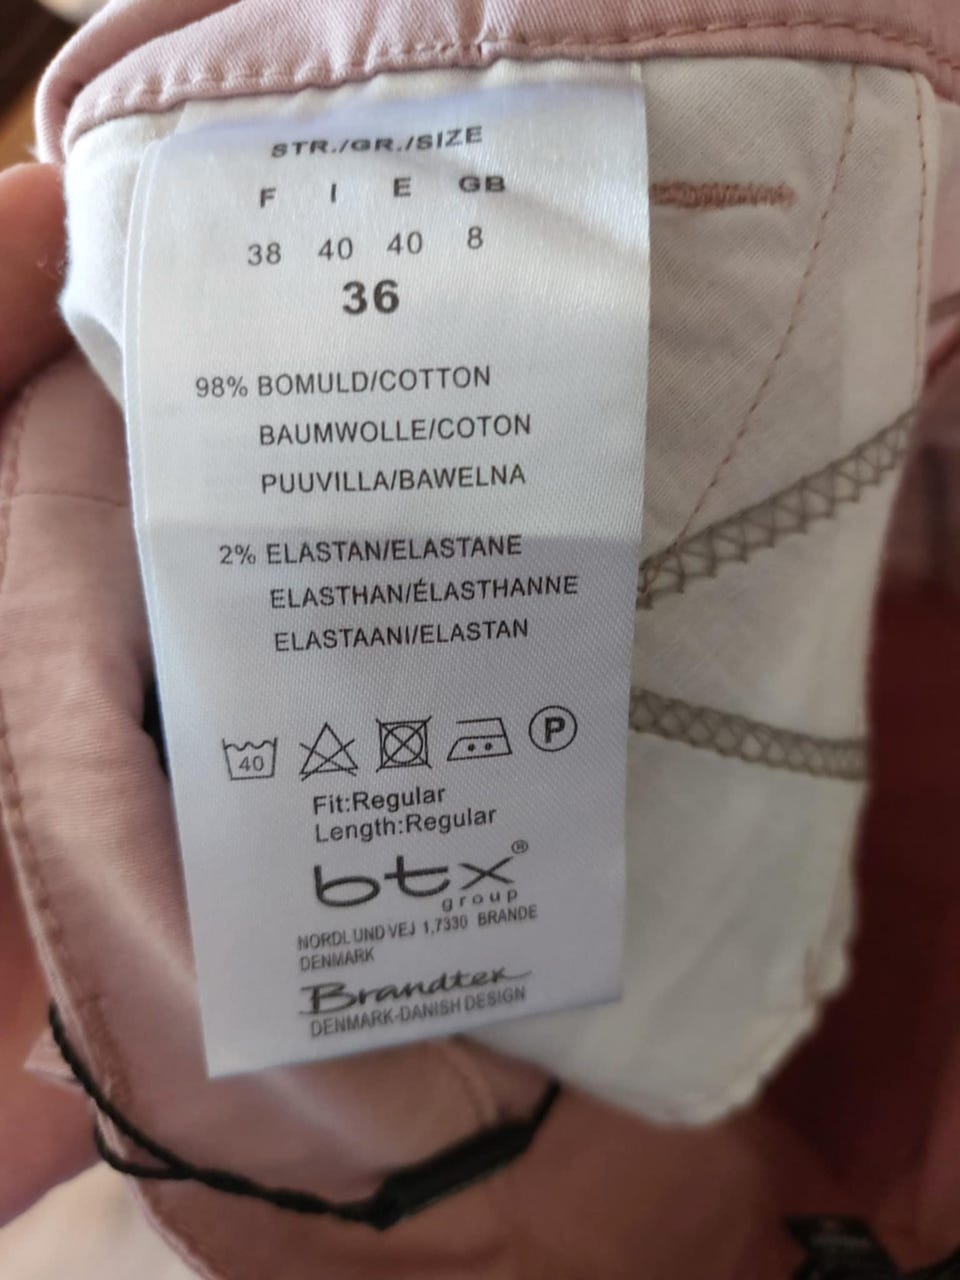 STR./GR./SIZE
F I E GB
38 40 40 8
36
98% BOMULD/COTTON
BAUMWOLLE/COTON
PUUVILLA/BAWELNA
2% ELASTAN/ELASTANE
ELASTHAN/ÉLASTHANNE
ELASTAANI/ELASTAN
40 P
Fit:Regular
Length:Regular
btx®
group
NORDLUNDVEJ 1,7330 BRANDE
DENMARK
Brandtex
DENMARK-DANISH DESIGN